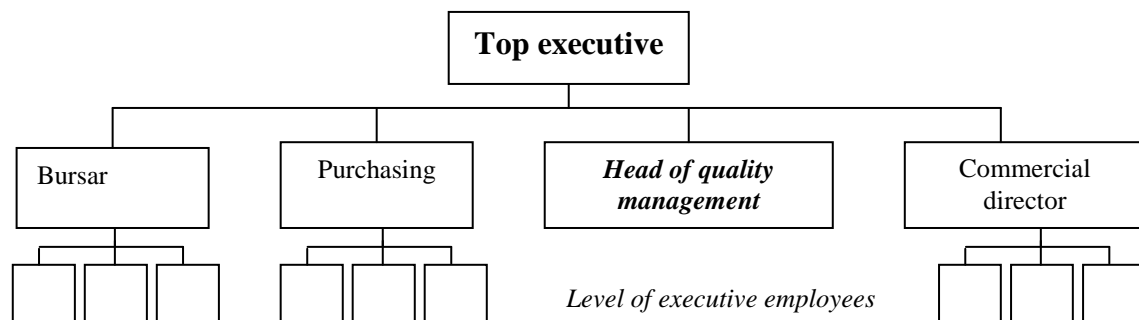 Top executive
Bursar
Purchasing
Head of quality
management
Commercial
director
Level of executive employees